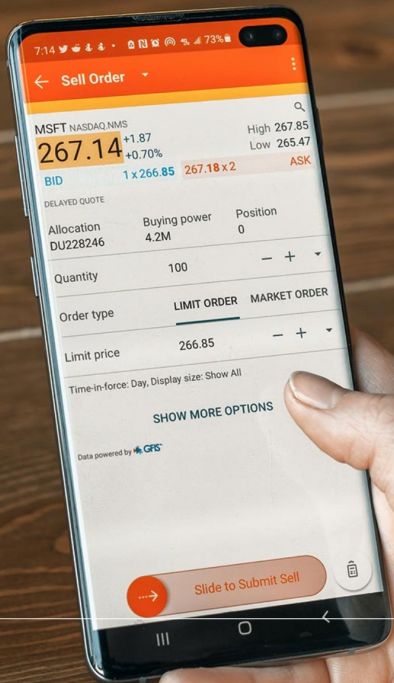 7:14
73%
Sell Order
MSFT NASDAQ.NMS
267.14 +1.87
+0.70%
High 267.85
Low 265.47
BID 1 x 266.85 267.18 x 2 ASK
DELAYED QUOTE
Allocation Buying power Position
DU228246 4.2M 0
Quantity 100 − +
Order type LIMIT ORDER MARKET ORDER
Limit price 266.85 − +
Time-in-force: Day, Display size: Show All
SHOW MORE OPTIONS
Data powered by GFIS
Slide to Submit Sell